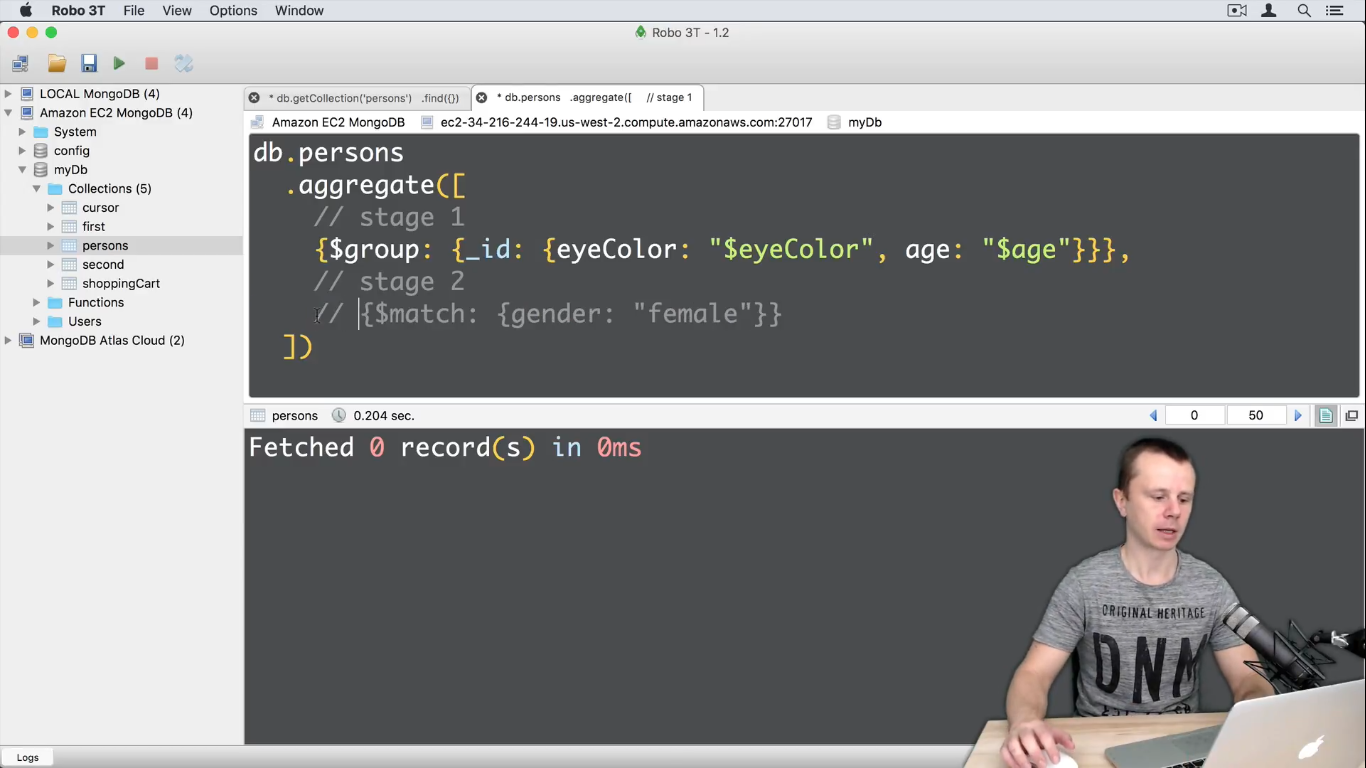 Robo 3T File View Options Window
Robo 3T - 1.2
LOCAL MongoDB (4)
Amazon EC2 MongoDB (4)
System
config
myDb
Collections (5)
cursor
first
persons
second
shoppingCart
Functions
Users
MongoDB Atlas Cloud (2)
* db.getCollection('persons') .find({})
* db.persons .aggregate([ // stage 1
Amazon EC2 MongoDB ec2-34-216-244-19.us-west-2.compute.amazonaws.com:27017 myDb
db.persons
.aggregate([
// stage 1
{$group: {_id: {eyeColor: "$eyeColor", age: "$age"}}},
// stage 2
// {$match: {gender: "female"}}
])
persons 0.204 sec. 0 50
Fetched 0 record(s) in 0ms
ORIGINAL HERITAGE
DNM
Logs